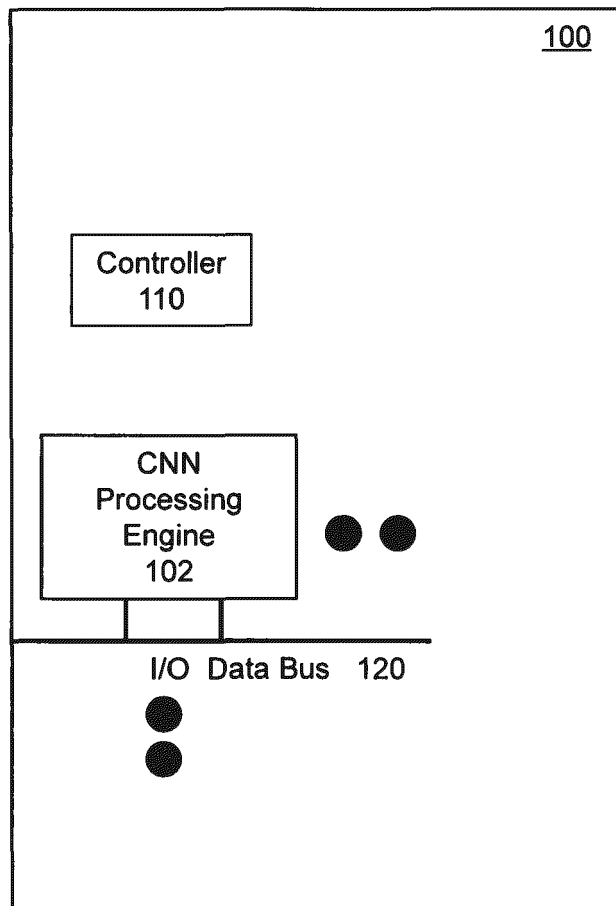 100
Controller
110
CNN
Processing
Engine
102
I/O Data Bus 120